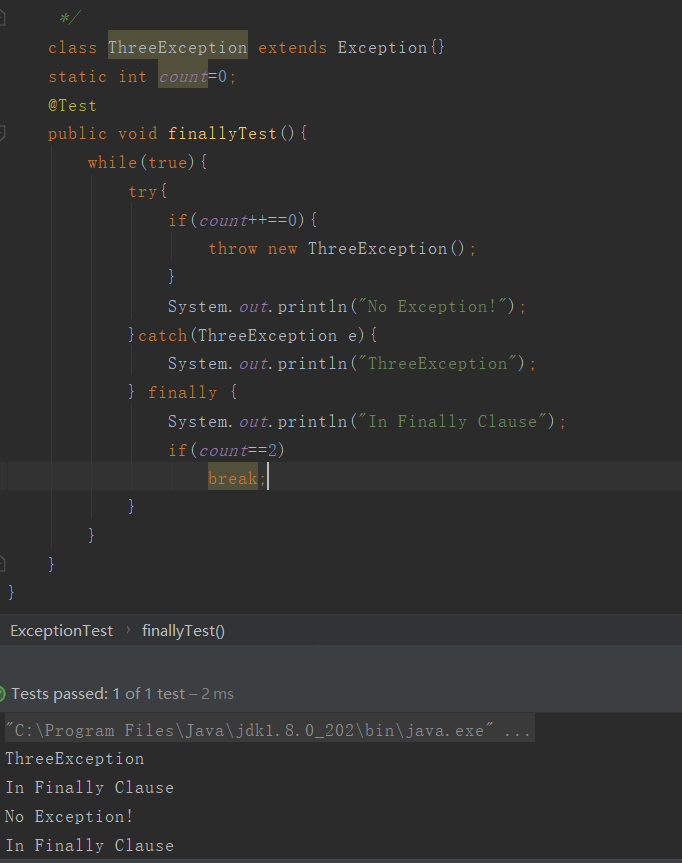 */
class ThreeException extends Exception{}
static int count=0;
@Test
public void finallyTest(){
while(true){
try{
if(count++==0){
throw new ThreeException();
}
System.out.println("No Exception!");
}catch(ThreeException e){
System.out.println("ThreeException");
} finally {
System.out.println("In Finally Clause");
if(count==2)
break;
}
}
}
}
ExceptionTest › finallyTest()
Tests passed: 1 of 1 test – 2 ms
"C:\Program Files\Java\jdk1.8.0_202\bin\java.exe" ...
ThreeException
In Finally Clause
No Exception!
In Finally Clause